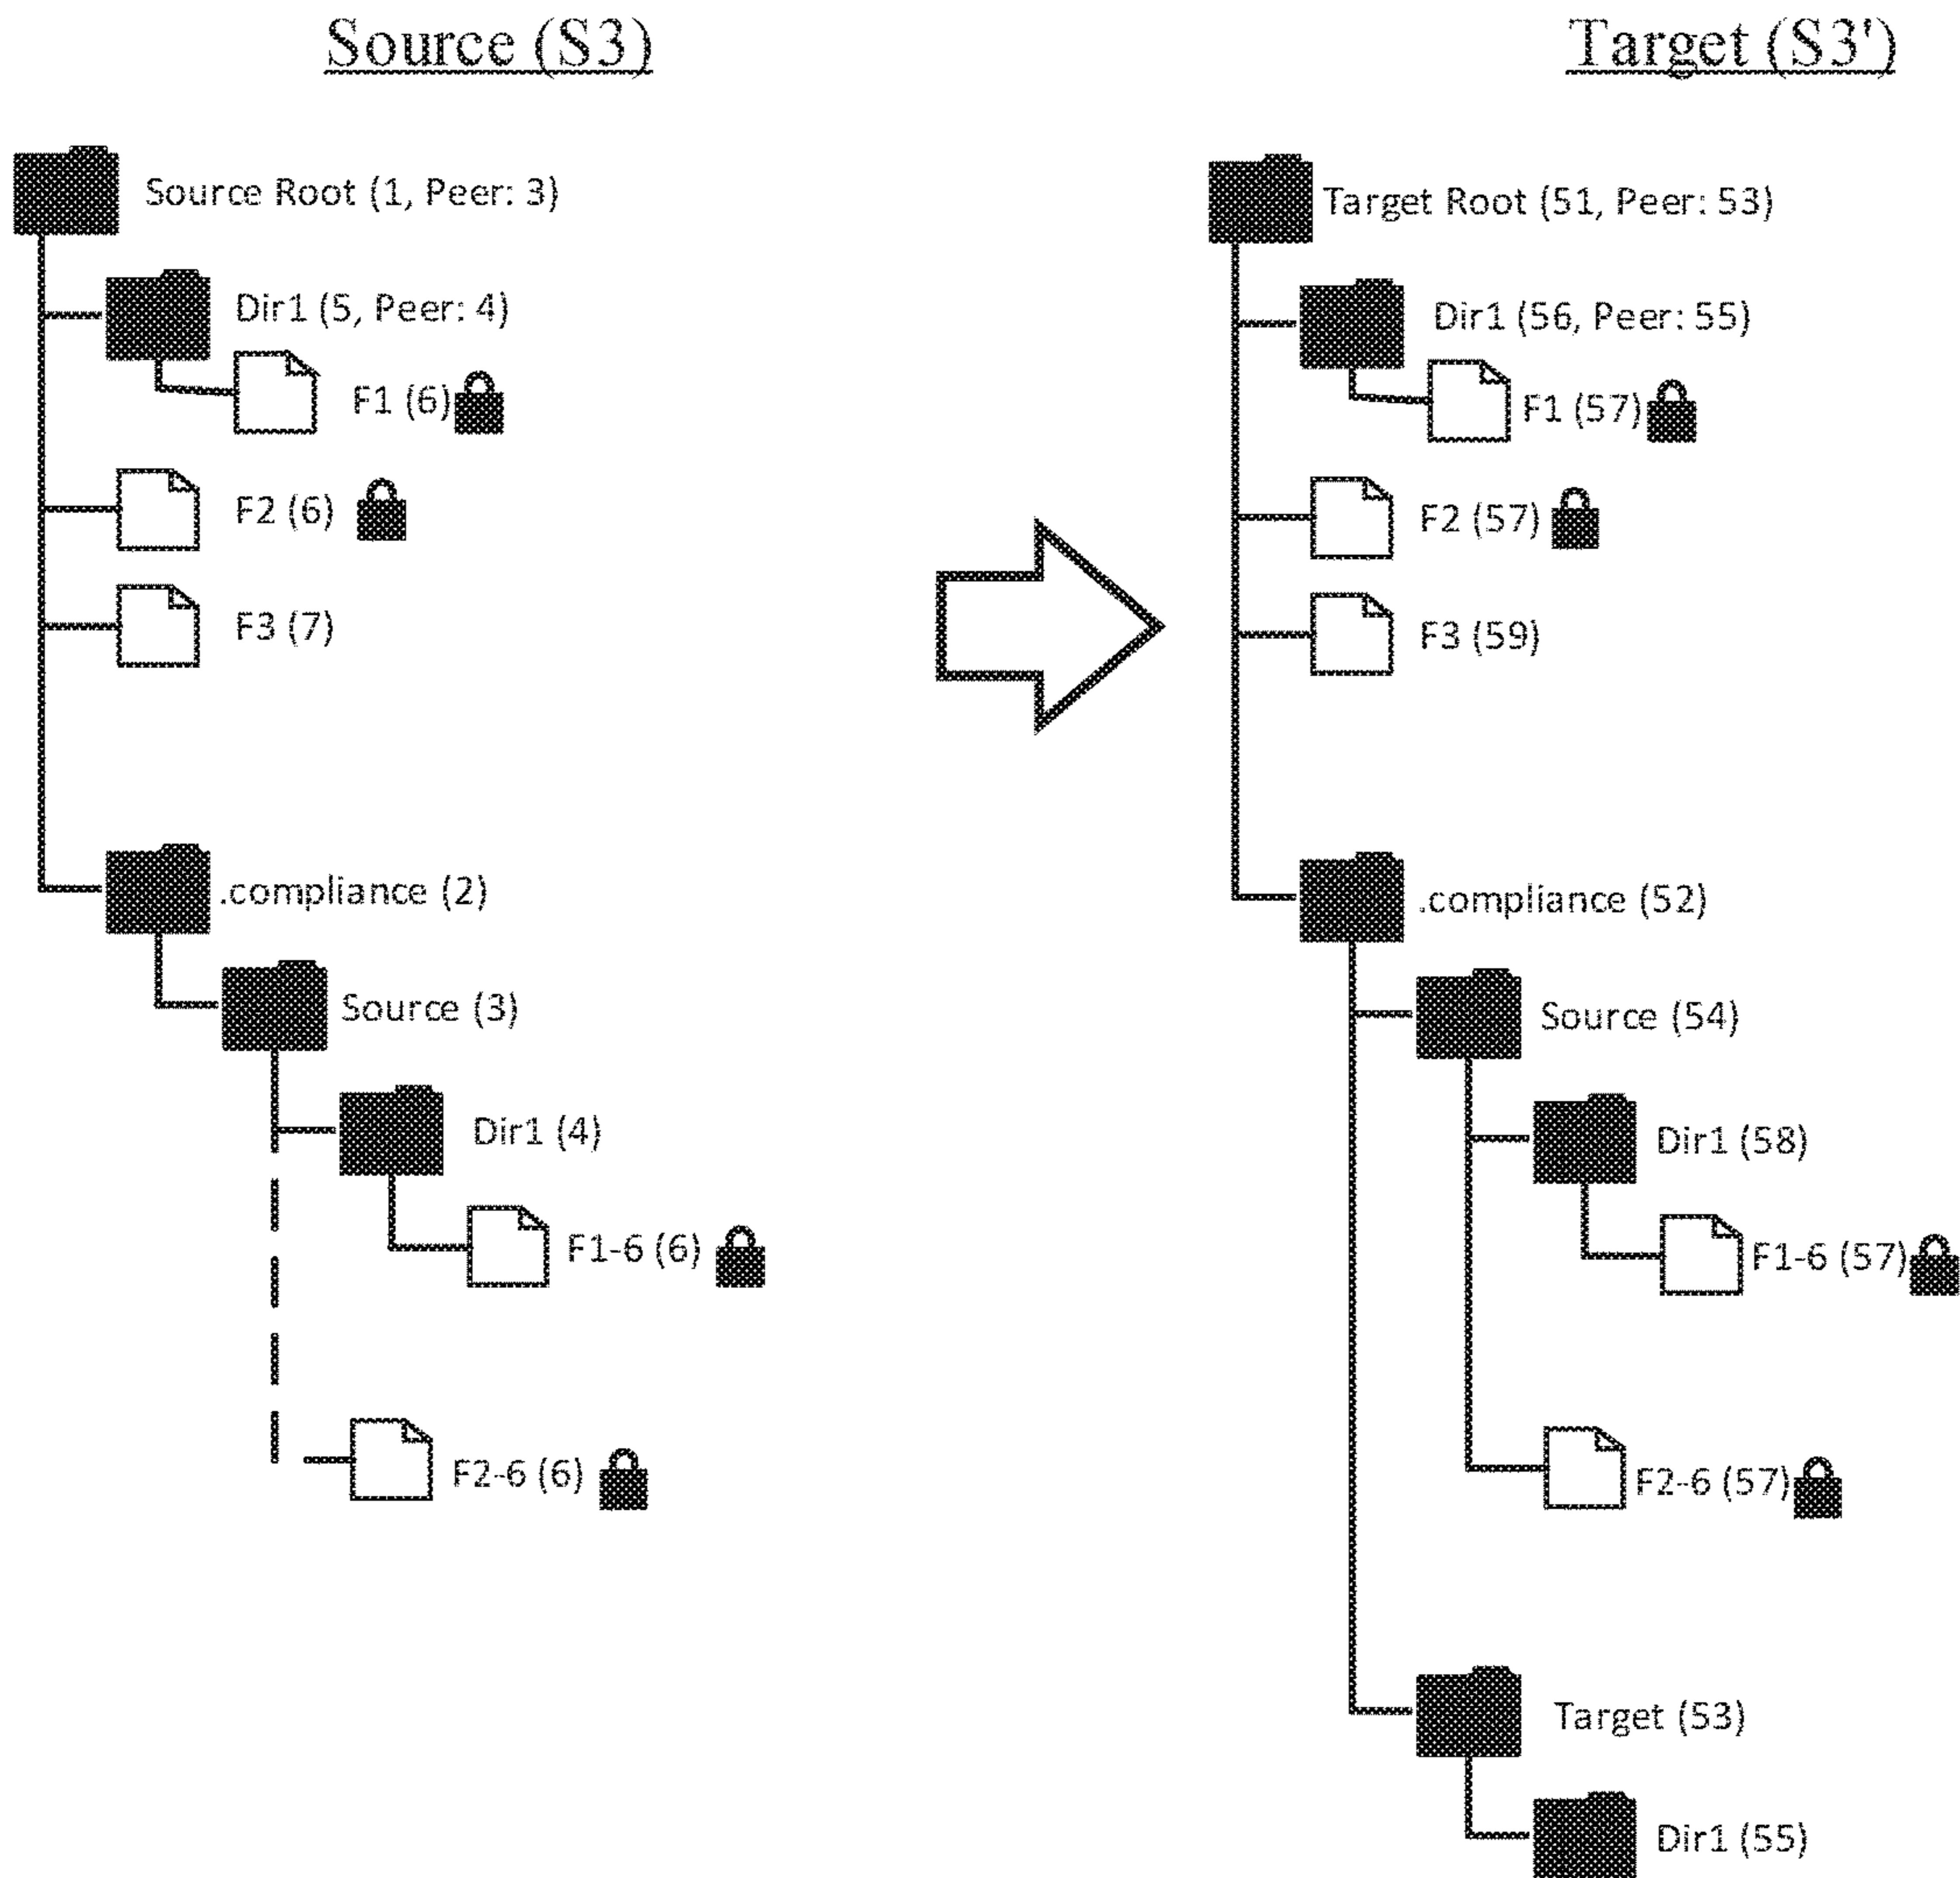 Source (S3)
Source Root (1, Peer: 3)
Dir1 (5, Peer: 4)
F1 (6)
F2 (6)
F3 (7)
.compliance (2)
Source (3)
Dir1 (4)
F1-6 (6)
F2-6 (6)
Target (S3')
Target Root (51, Peer: 53)
Dir1 (56, Peer: 55)
F1 (57)
F2 (57)
F3 (59)
.compliance (52)
Source (54)
Dir1 (58)
F1-6 (57)
F2-6 (57)
Target (53)
Dir1 (55)